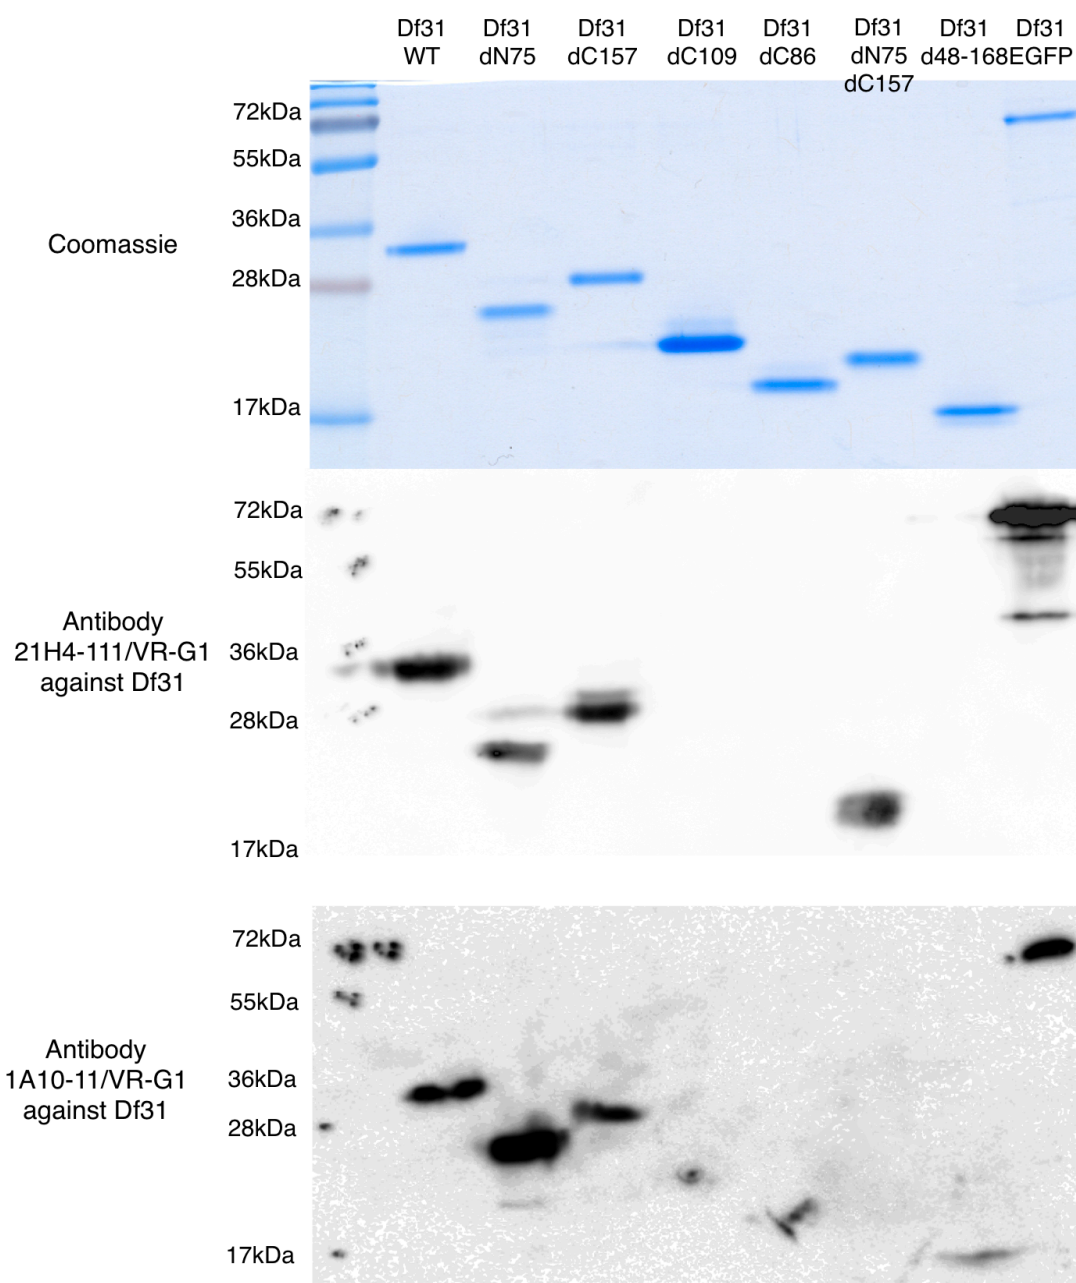 Df31 Df31 Df31 Df31 Df31 Df31 Df31 Df31
WT dN75 dC157 dC109 dC86 dN75 d48-168EGFP
dC157
72kDa
55kDa
36kDa
Coomassie
28kDa
17kDa
72kDa
55kDa
Antibody
21H4-111/VR-G1 36kDa
against Df31
28kDa
17kDa
72kDa
55kDa
Antibody
1A10-11/VR-G1 36kDa
against Df31
28kDa
17kDa